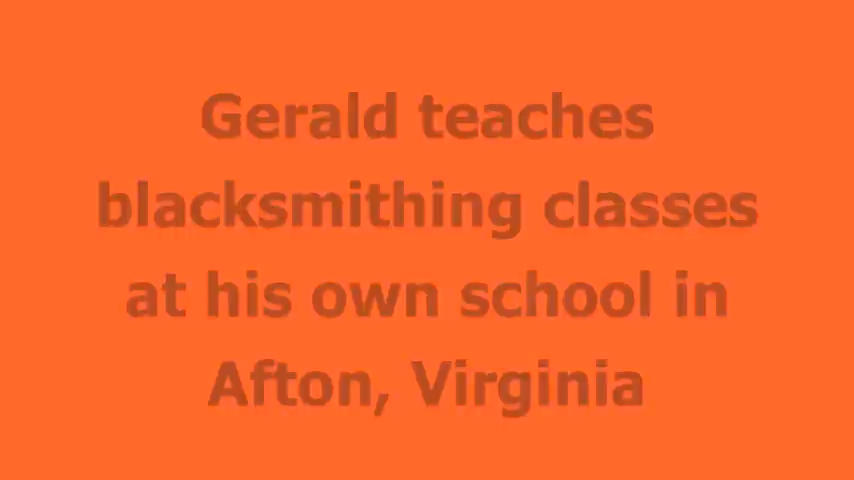 Gerald teaches
blacksmithing classes
at his own school in
Afton, Virginia